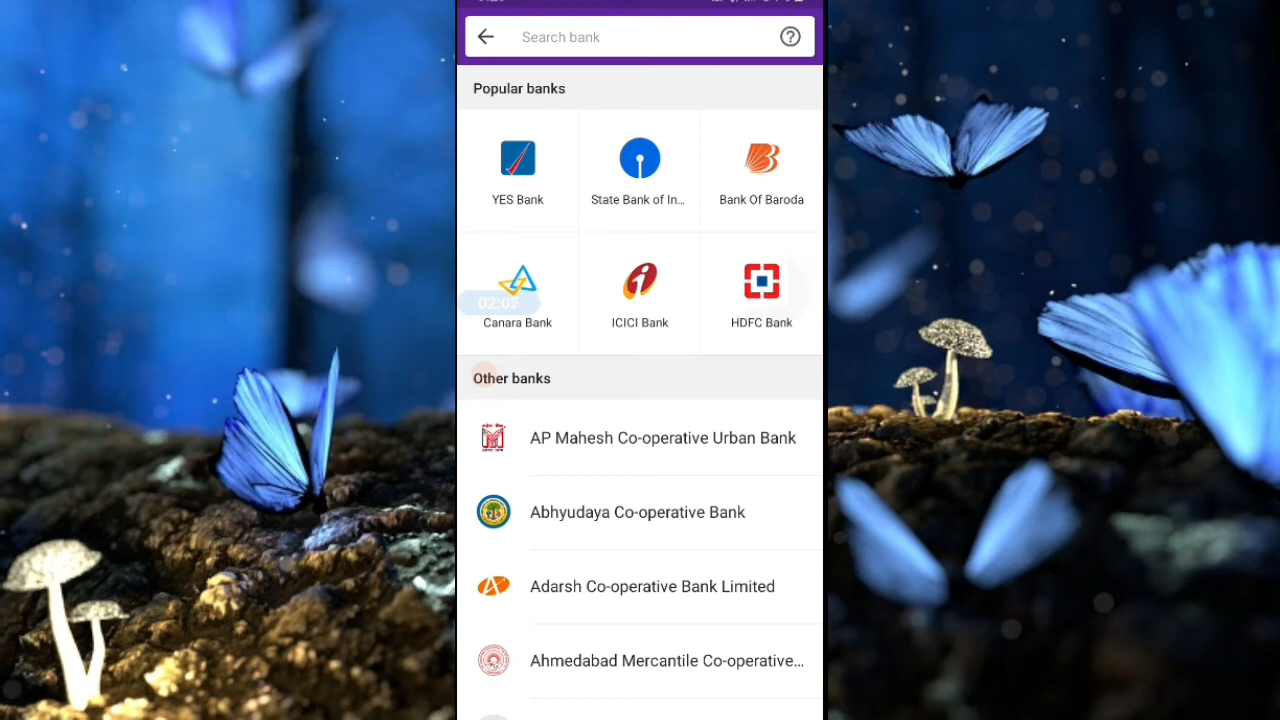 Search bank
Popular banks
YES Bank
State Bank of In...
Bank Of Baroda
02:05
Canara Bank
ICICI Bank
HDFC Bank
Other banks
AP Mahesh Co-operative Urban Bank
Abhyudaya Co-operative Bank
Adarsh Co-operative Bank Limited
Ahmedabad Mercantile Co-operative...